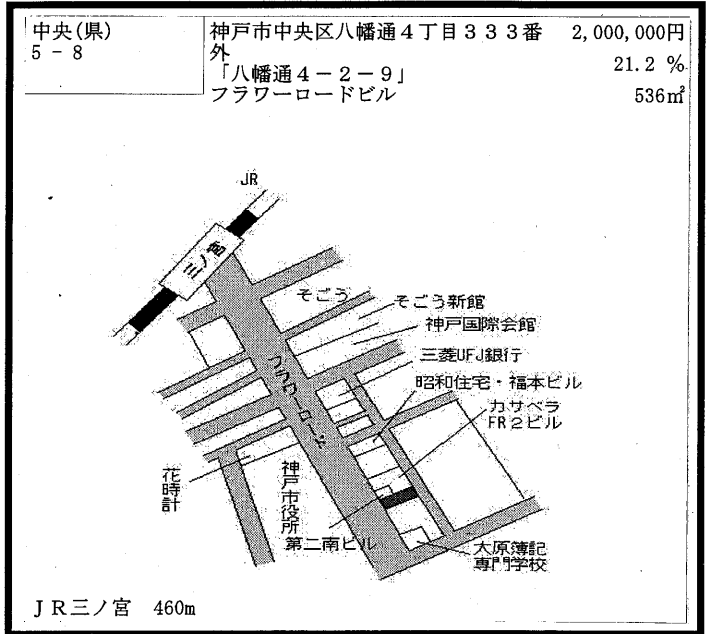 中央(県)
5－8
神戸市中央区八幡通4丁目333番
外
「八幡通4－2－9」
フラワーロードビル
2,000,000円
21.2 %
536㎡
JR
三ノ宮
そごう
そごう新館
神戸国際会館
三菱UFJ銀行
昭和住宅・福本ビル
カサベラ
FR2ビル
フラワーロード
花時計
神戸市役所
第二南ビル
大原簿記
専門学校
JR三ノ宮 460m